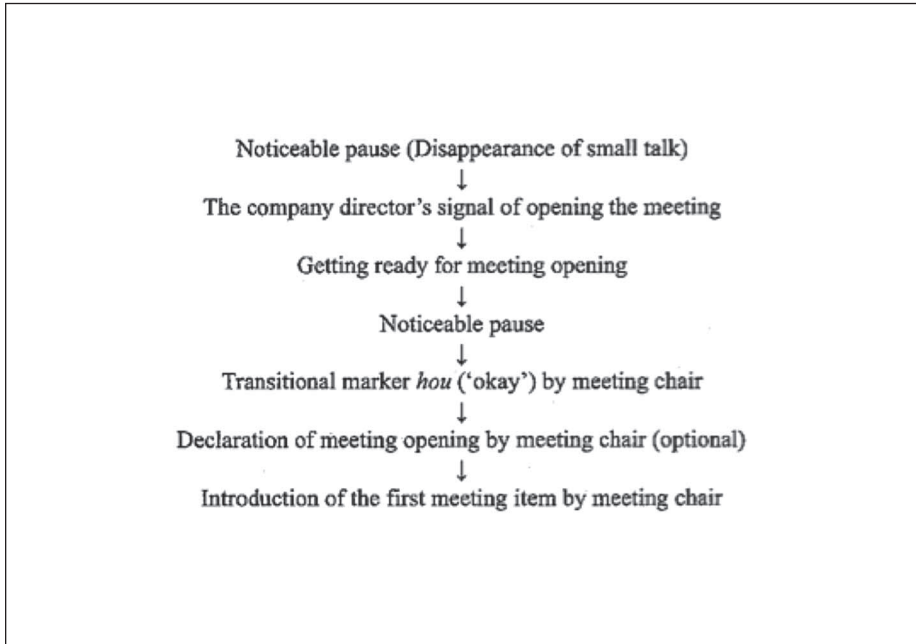 Noticeable pause (Disappearance of small talk)
↓
The company director's signal of opening the meeting
↓
Getting ready for meeting opening
↓
Noticeable pause
↓
Transitional marker hou ('okay') by meeting chair
↓
Declaration of meeting opening by meeting chair (optional)
↓
Introduction of the first meeting item by meeting chair